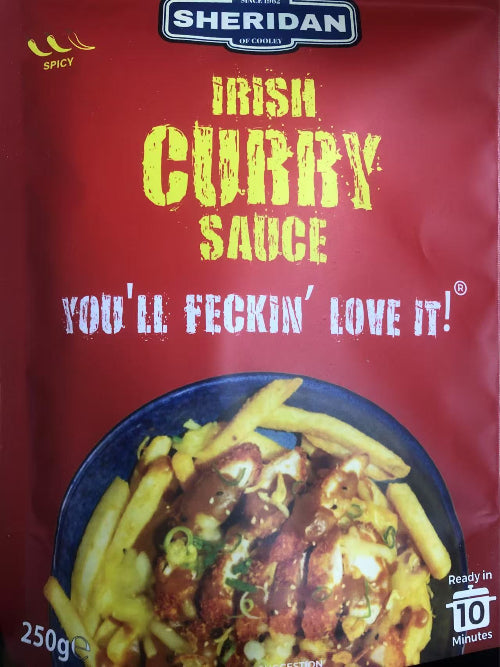 SINCE 1962
SHERIDAN
OF COOLEY
SPICY
IRISH
CURRY
SAUCE
YOU'LL FECKIN' LOVE IT!®
Ready in
10
Minutes
250g℮